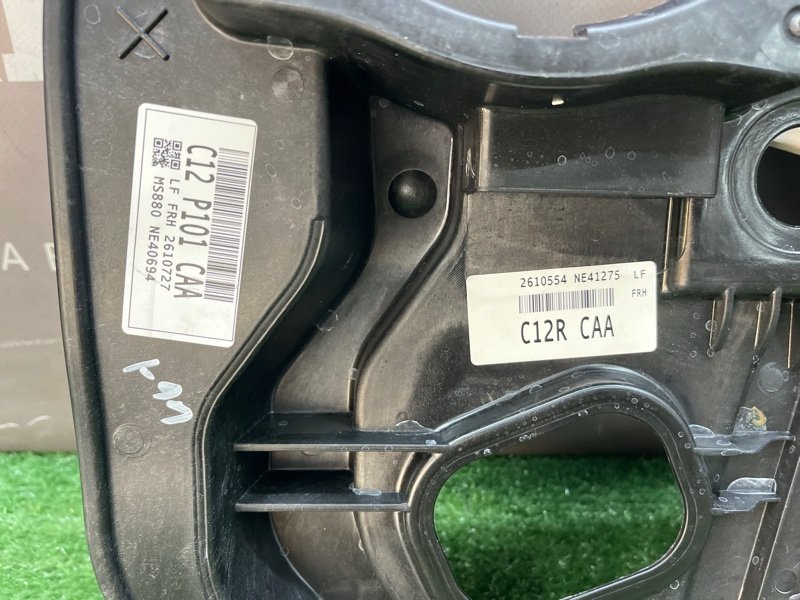 C12 P101 CAA
LF FRH 2610727
MS880 NE40694
2610554 NE41275 LF
FRH
C12R CAA